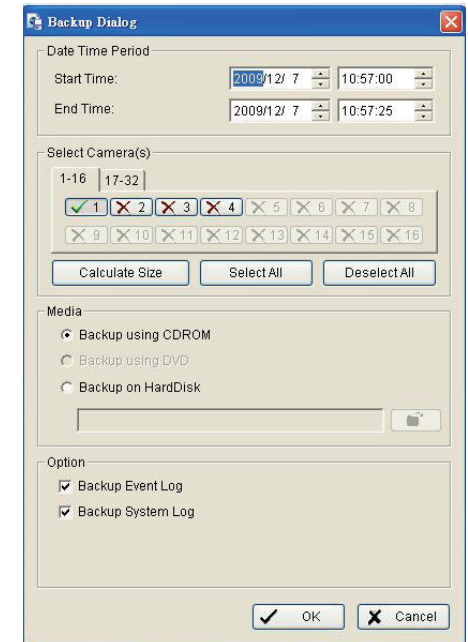 Backup Dialog
Date Time Period
Start Time: 2009/12/ 7 10:57:00
End Time: 2009/12/ 7 10:57:25
Select Camera(s)
1-16 17-32
1 2 3 4 5 6 7 8
9 10 11 12 13 14 15 16
Calculate Size Select All Deselect All
Media
Backup using CDROM
Backup using DVD
Backup on HardDisk
Option
Backup Event Log
Backup System Log
OK Cancel